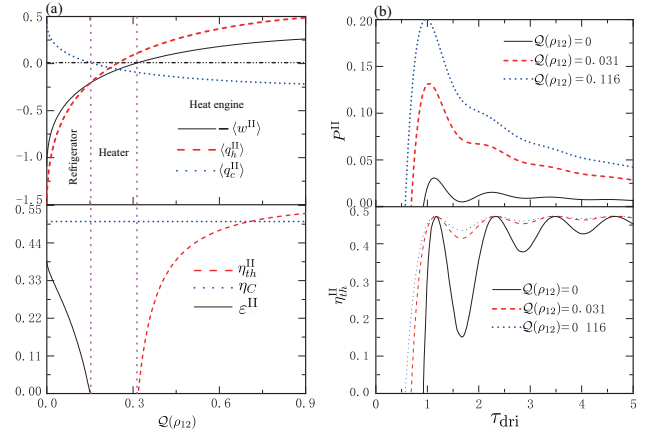 (a)
0.5
0.0
−0.5
−1.0
−1.5
Refrigerator
Heater
Heat engine
−⟨w^II⟩
⟨q_h^II⟩
⟨q_c^II⟩
0.55
0.44
0.33
0.22
0.11
0.00
η_th^II
η_C
ε^II
0.0 0.3 0.6 0.9
Q(ρ₁₂)
(b)
0.20
0.15
0.10
0.05
0.00
P^II
Q(ρ₁₂)=0
Q(ρ₁₂)=0.031
Q(ρ₁₂)=0.116
0.5
0.4
0.3
0.2
0.1
0.0
η_th^II
Q(ρ₁₂)=0
Q(ρ₁₂)=0.031
Q(ρ₁₂)=0 116
0 1 2 3 4 5
τ_dri